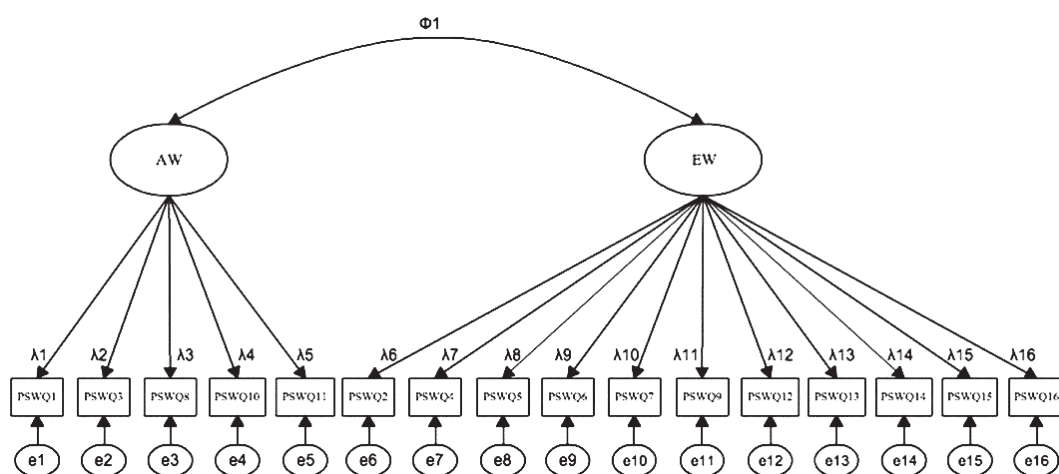 Φ1
AW EW
λ1 λ2 λ3 λ4 λ5 λ6 λ7 λ8 λ9 λ10 λ11 λ12 λ13 λ14 λ15 λ16
PSWQ1 PSWQ3 PSWQ8 PSWQ10 PSWQ11 PSWQ2 PSWQ4 PSWQ5 PSWQ6 PSWQ7 PSWQ9 PSWQ12 PSWQ13 PSWQ14 PSWQ15 PSWQ16
e1 e2 e3 e4 e5 e6 e7 e8 e9 e10 e11 e12 e13 e14 e15 e16